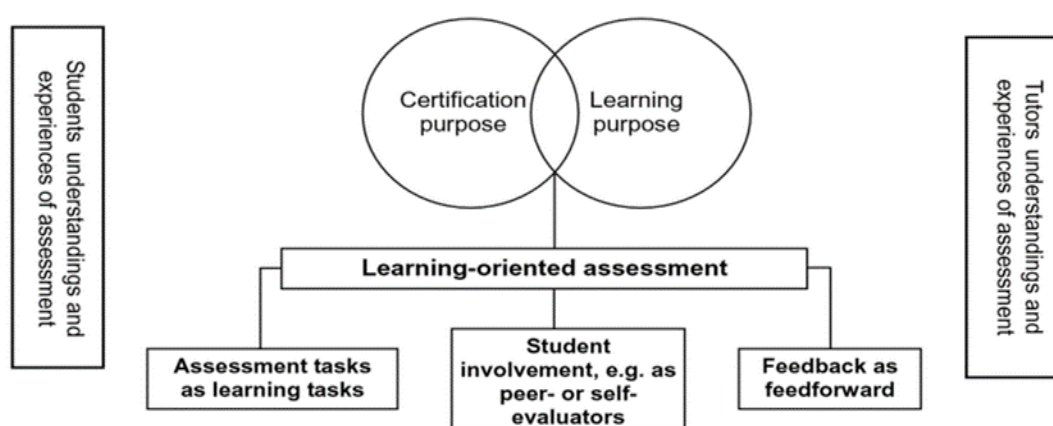 Students understandings and
experiences of assessment
Certification
purpose
Learning
purpose
Tutors understandings and
experiences of assessment
Learning-oriented assessment
Assessment tasks
as learning tasks
Student
involvement, e.g. as
peer- or self-
evaluators
Feedback as
feedforward